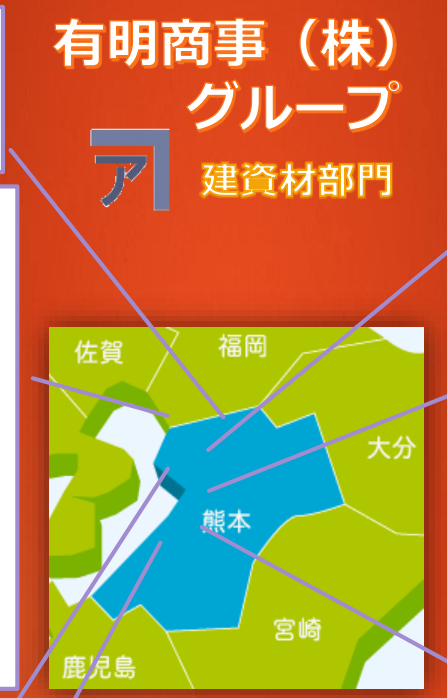 有明商事（株）
グループ
ア
建資材部門
佐賀
福岡
大分
熊本
宮崎
鹿児島